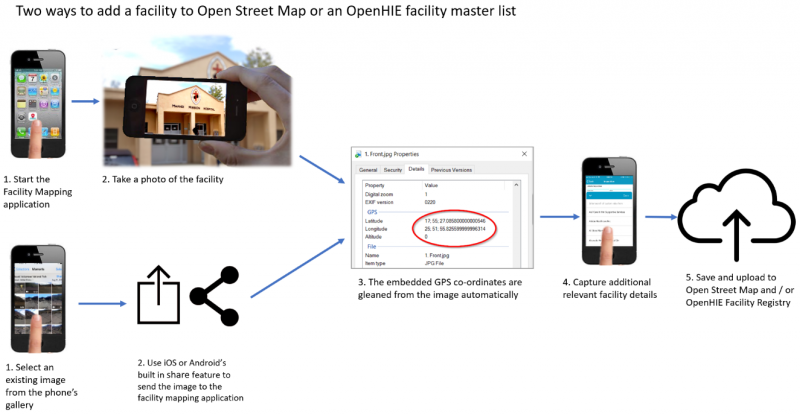 Two ways to add a facility to Open Street Map or an OpenHIE facility master list
1. Start the
Facility Mapping
application
2. Take a photo of the facility
1. Front.jpg Properties
General Security Details Previous Versions
Property Value
Digital zoom 1
EXIF version 0220
GPS
Latitude 17; 55; 27.085000000000546
Longitude 25; 51; 55.026599999996314
Altitude 0
File
Name 1. Front.jpg
Item type JPG File
3. The embedded GPS co-ordinates are
gleaned from the image automatically
4. Capture additional
relevant facility details
5. Save and upload to
Open Street Map and / or
OpenHIE Facility Registry
1. Select an
existing image
from the phone's
gallery
2. Use iOS or Android's
built in share feature to
send the image to the
facility mapping application